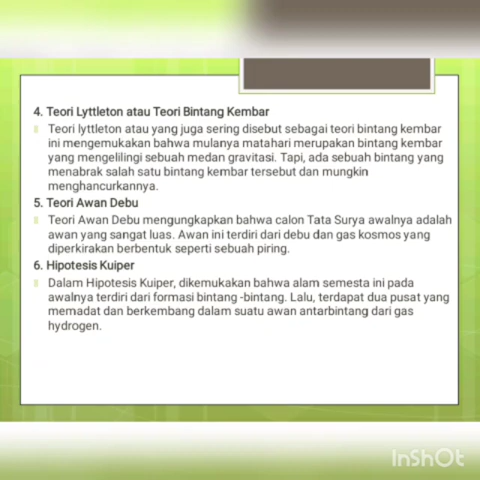 4. Teori Lyttleton atau Teori Bintang Kembar
Teori lyttleton atau yang juga sering disebut sebagai teori bintang kembar
ini mengemukakan bahwa mulanya matahari merupakan bintang kembar
yang mengelilingi sebuah medan gravitasi. Tapi, ada sebuah bintang yang
menabrak salah satu bintang kembar tersebut dan mungkin
menghancurkannya.
5. Teori Awan Debu
Teori Awan Debu mengungkapkan bahwa calon Tata Surya awalnya adalah
awan yang sangat luas. Awan ini terdiri dari debu dan gas kosmos yang
diperkirakan berbentuk seperti sebuah piring.
6. Hipotesis Kuiper
Dalam Hipotesis Kuiper, dikemukakan bahwa alam semesta ini pada
awalnya terdiri dari formasi bintang -bintang. Lalu, terdapat dua pusat yang
memadat dan berkembang dalam suatu awan antarbintang dari gas
hydrogen.
InShOt